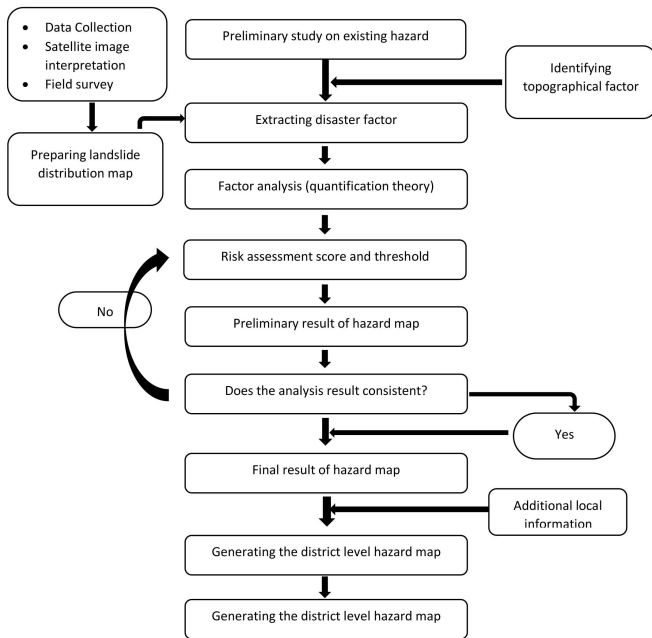 Data Collection
Satellite image
interpretation
Field survey
Preliminary study on existing hazard
Identifying
topographical factor
Extracting disaster factor
Preparing landslide
distribution map
Factor analysis (quantification theory)
Risk assessment score and threshold
No
Preliminary result of hazard map
Does the analysis result consistent?
Yes
Final result of hazard map
Additional local
information
Generating the district level hazard map
Generating the district level hazard map